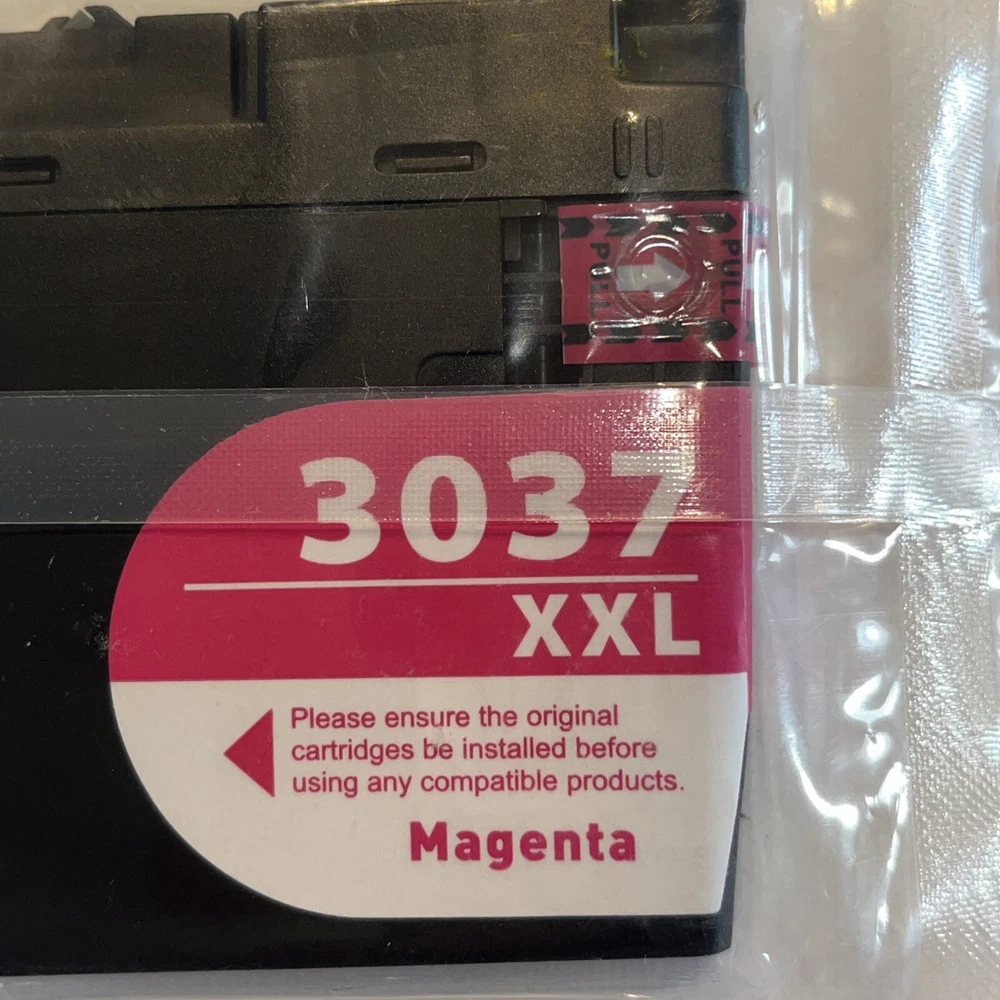 PULL
PULL
3037
XXL
Please ensure the original
cartridges be installed before
using any compatible products.
Magenta